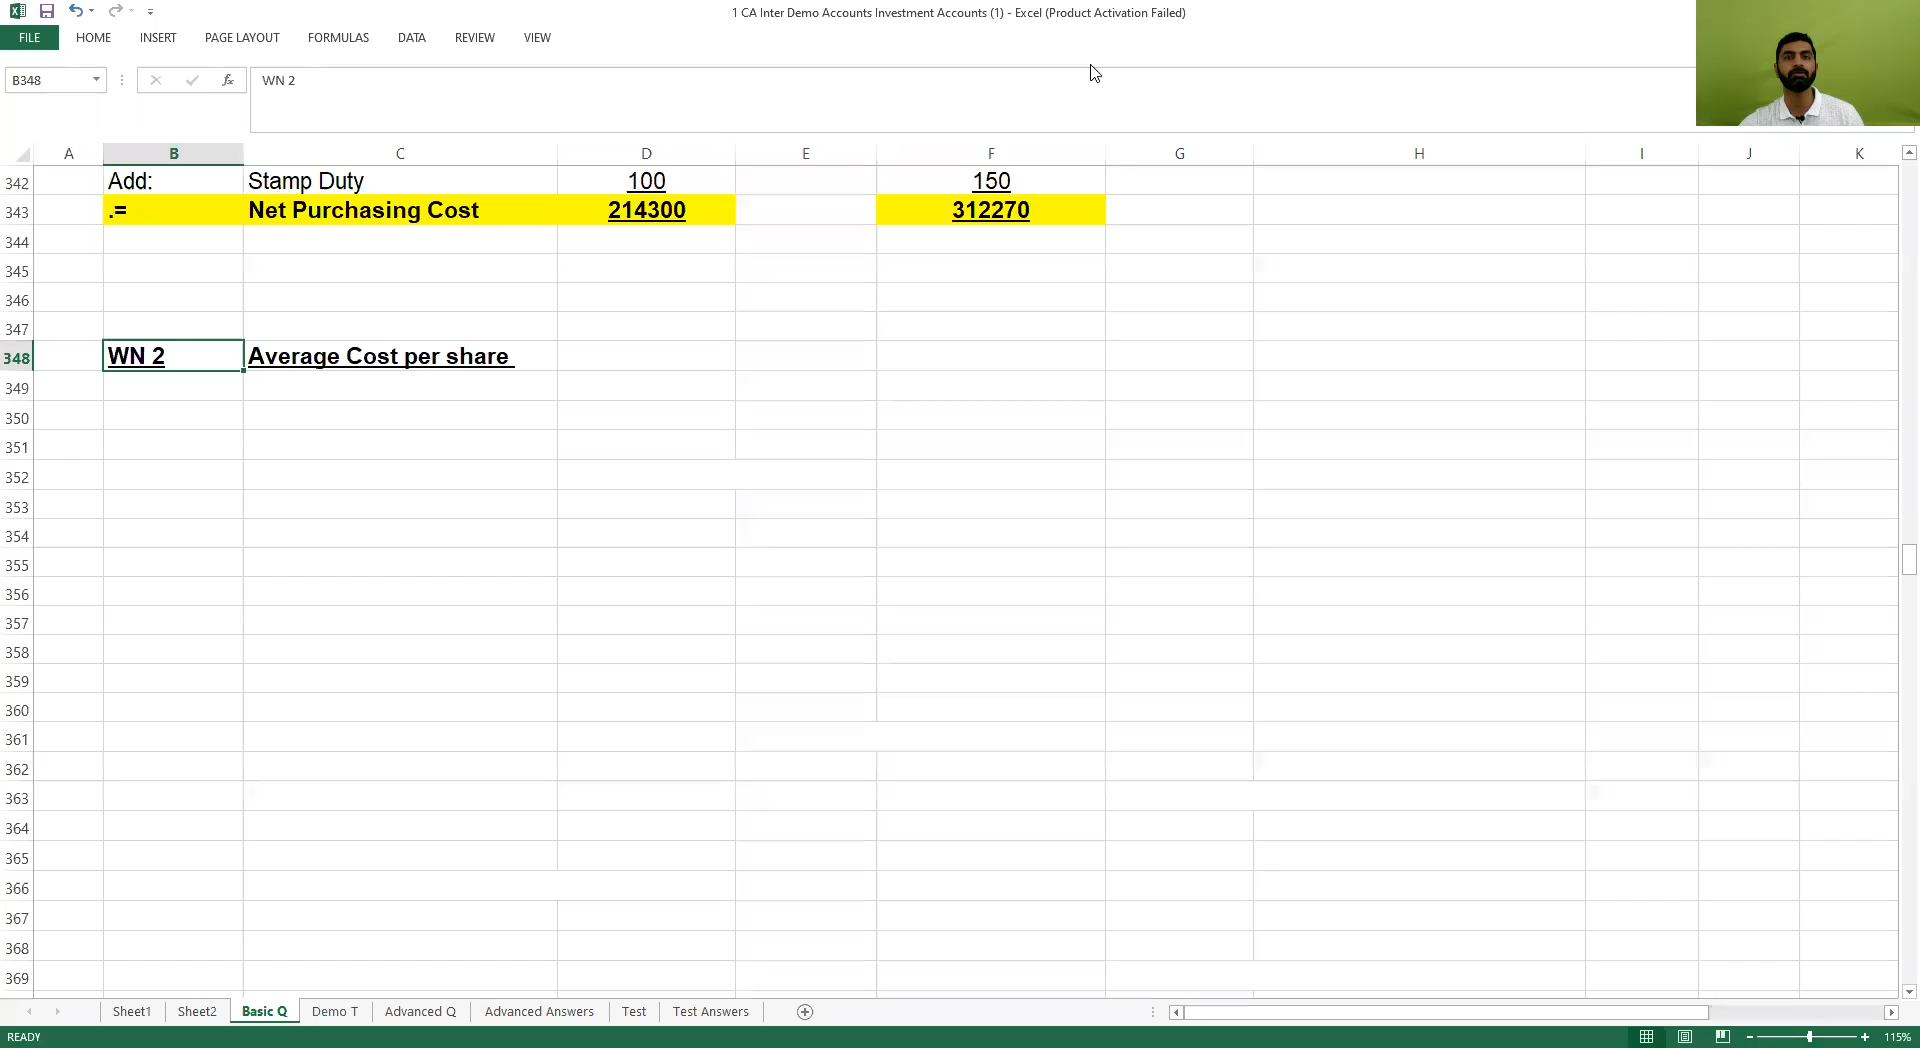 1 CA Inter Demo Accounts Investment Accounts (1) - Excel (Product Activation Failed)
FILE HOME INSERT PAGE LAYOUT FORMULAS DATA REVIEW VIEW
B348 fx WN 2
A B C D E F G H I J K
342 Add: Stamp Duty 100 150
343 .= Net Purchasing Cost 214300 312270
344
345
346
347
348 WN 2 Average Cost per share
349
350
351
352
353
354
355
356
357
358
359
360
361
362
363
364
365
366
367
368
369
Sheet1 Sheet2 Basic Q Demo T Advanced Q Advanced Answers Test Test Answers
READY 115%